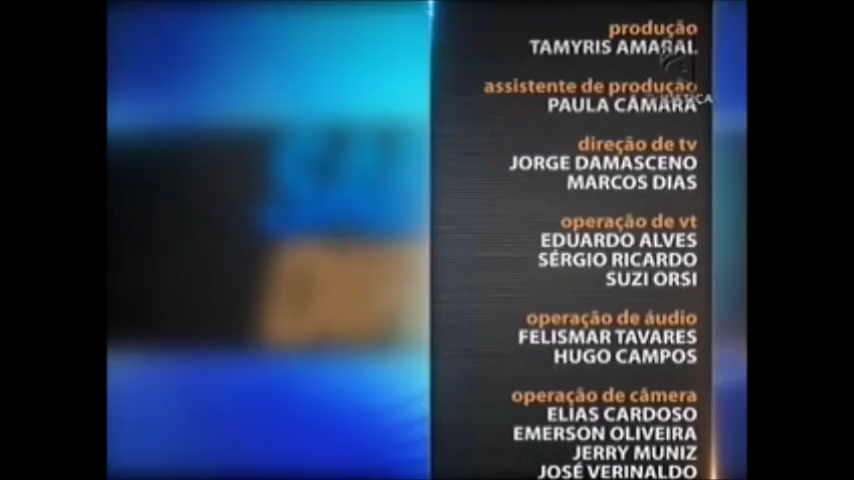 produção
TAMYRIS AMARAL
assistente de produção
PAULA CÂMARA
JUSTIÇA
direção de tv
JORGE DAMASCENO
MARCOS DIAS
operação de vt
EDUARDO ALVES
SÉRGIO RICARDO
SUZI ORSI
operação de áudio
FELISMAR TAVARES
HUGO CAMPOS
operação de câmera
ELIAS CARDOSO
EMERSON OLIVEIRA
JERRY MUNIZ
JOSÉ VERINALDO